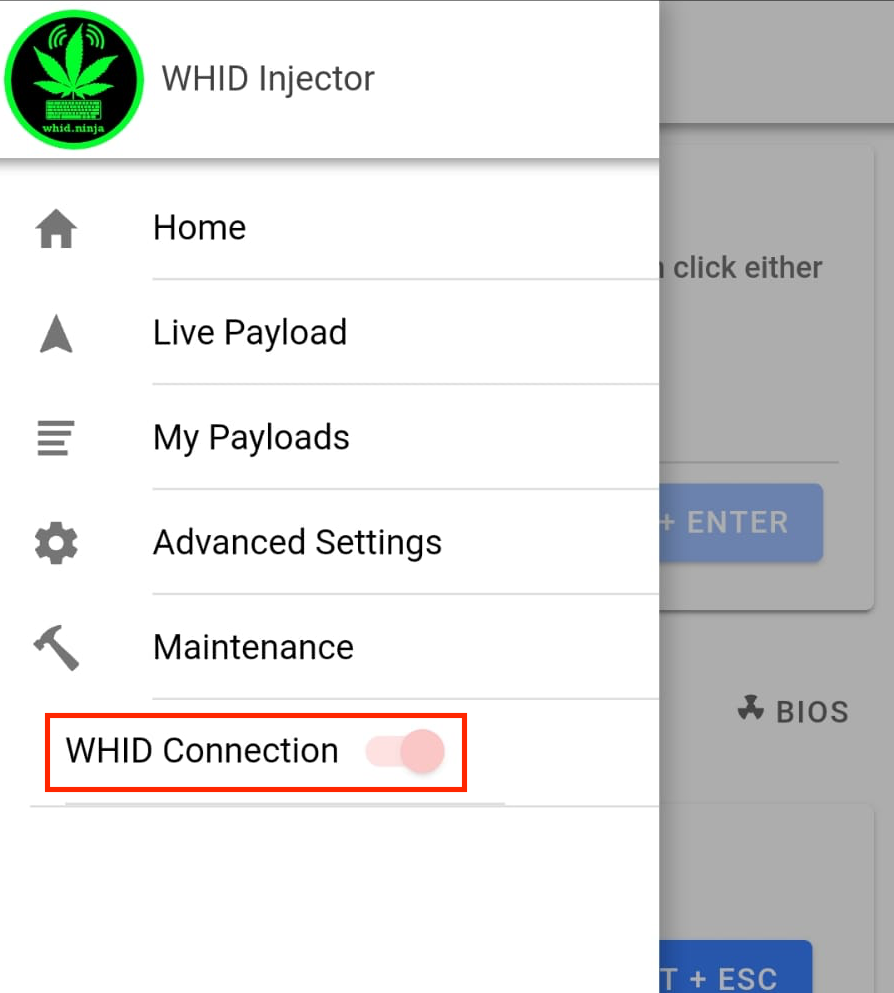 whid.ninja
WHID Injector
Home
click either
Live Payload
My Payloads
+ ENTER
Advanced Settings
Maintenance
BIOS
WHID Connection
+ ESC